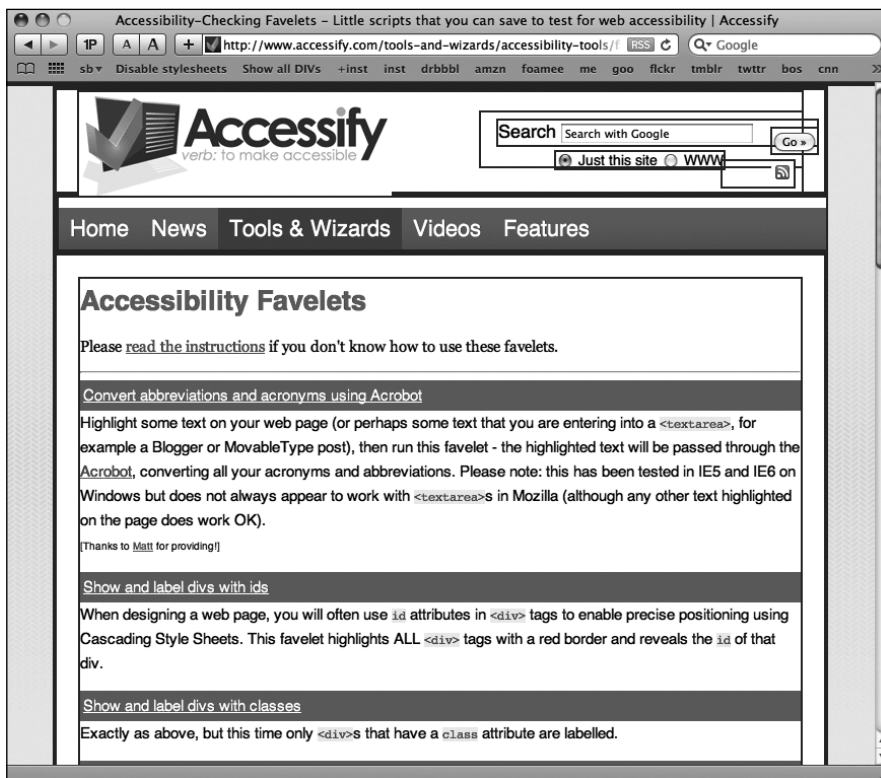 Accessibility-Checking Favelets – Little scripts that you can save to test for web accessibility | Accessify
1P A A + http://www.accessify.com/tools-and-wizards/accessibility-tools/f RSS Google
sb Disable stylesheets Show all DIVs +inst inst drbbbl amzn foamee me goo flckr tmblr twttr bos cnn
Accessify
verb: to make accessible
Search Search with Google
Go »
Just this site WWW
Home News Tools & Wizards Videos Features
Accessibility Favelets
Please read the instructions if you don't know how to use these favelets.
Convert abbreviations and acronyms using Acrobot
Highlight some text on your web page (or perhaps some text that you are entering into a <textarea>, for
example a Blogger or MovableType post), then run this favelet - the highlighted text will be passed through the
Acrobot, converting all your acronyms and abbreviations. Please note: this has been tested in IE5 and IE6 on
Windows but does not always appear to work with <textarea>s in Mozilla (although any other text highlighted
on the page does work OK).
[Thanks to Matt for providing!]
Show and label divs with ids
When designing a web page, you will often use id attributes in <div> tags to enable precise positioning using
Cascading Style Sheets. This favelet highlights ALL <div> tags with a red border and reveals the id of that
div.
Show and label divs with classes
Exactly as above, but this time only <div>s that have a class attribute are labelled.